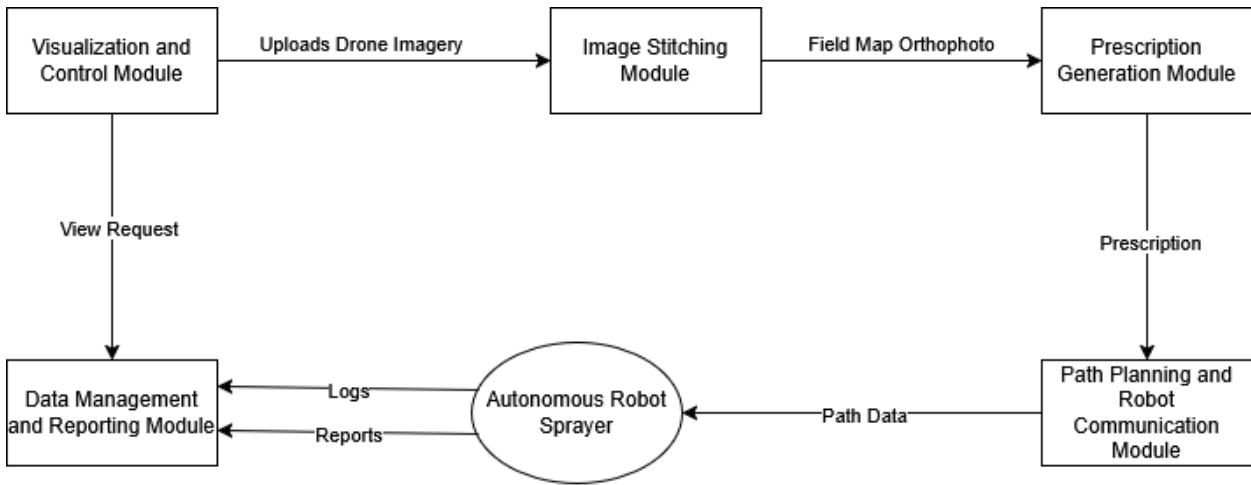 Visualization and
Control Module
Uploads Drone Imagery
Image Stitching
Module
Field Map Orthophoto
Prescription
Generation Module
View Request
Prescription
Data Management
and Reporting Module
Logs
Reports
Autonomous Robot
Sprayer
Path Data
Path Planning and
Robot
Communication
Module